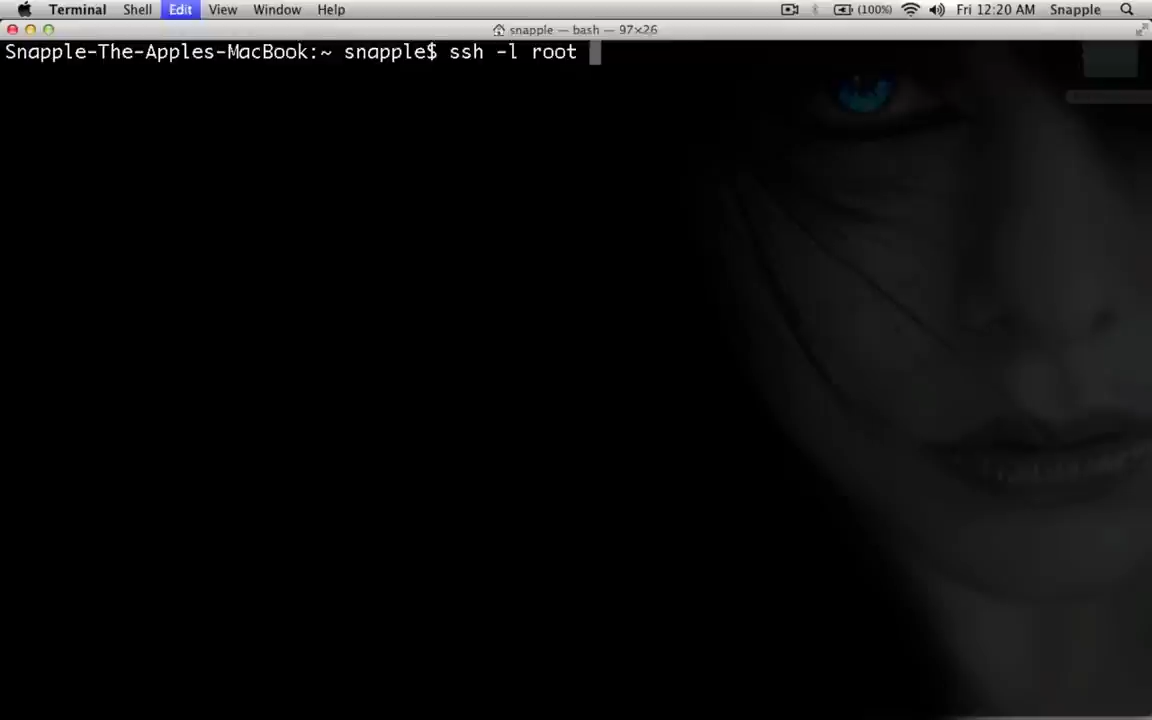 Terminal Shell Edit View Window Help (100%) Fri 12:20 AM Snapple
snapple — bash — 97×26
Snapple-The-Apples-MacBook:~ snapple$ ssh -l root